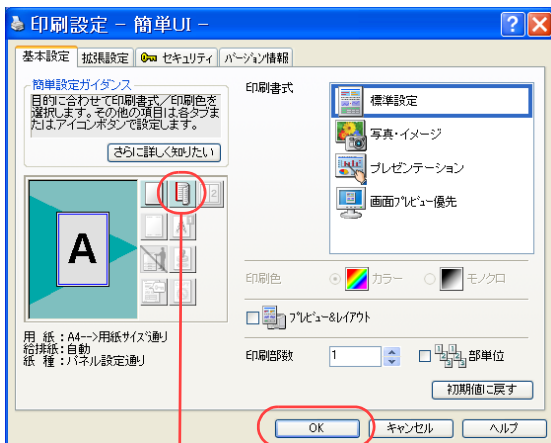 印刷設定 - 簡単UI -
基本設定 拡張設定 セキュリティ バージョン情報
簡単設定ガイダンス
目的に合わせて印刷書式/印刷色を
選択します。その他の項目は各タブま
たはアイコンボタンで設定します。
さらに詳しく知りたい
A
用 紙 : A4-->用紙サイズ通り
給排紙 : 自動
紙 種 : パネル設定通り
印刷書式
標準設定
写真・イメージ
プレゼンテーション
画面プレビュー優先
印刷色 カラー モノクロ
プレビュー&レイアウト
印刷部数 1 部単位
初期値に戻す
OK キャンセル ヘルプ